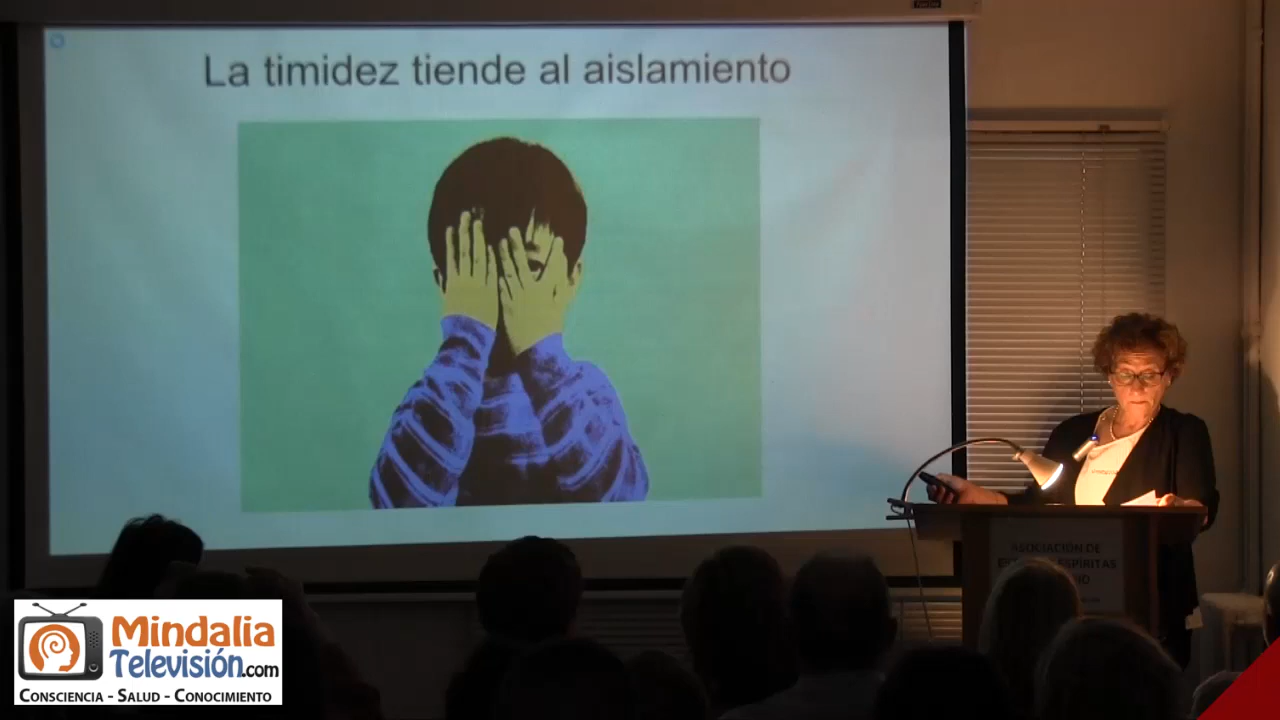 La timidez tiende al aislamiento
ASOCIACIÓN DE
ESPÍRITAS
Mindalia
Televisión.com
CONSCIENCIA - SALUD - CONOCIMIENTO